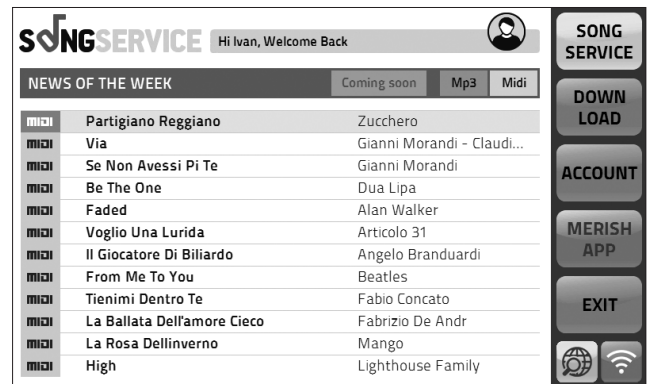 SONGSERVICE Hi Ivan, Welcome Back
NEWS OF THE WEEK Coming soon Mp3 Midi
MIDI Partigiano Reggiano Zucchero
MIDI Via Gianni Morandi - Claudi...
MIDI Se Non Avessi Pi Te Gianni Morandi
MIDI Be The One Dua Lipa
MIDI Faded Alan Walker
MIDI Voglio Una Lurida Articolo 31
MIDI Il Giocatore Di Biliardo Angelo Branduardi
MIDI From Me To You Beatles
MIDI Tienimi Dentro Te Fabio Concato
MIDI La Ballata Dell'amore Cieco Fabrizio De Andr
MIDI La Rosa Dellinverno Mango
MIDI High Lighthouse Family
SONG
SERVICE
DOWN
LOAD
ACCOUNT
MERISH
APP
EXIT